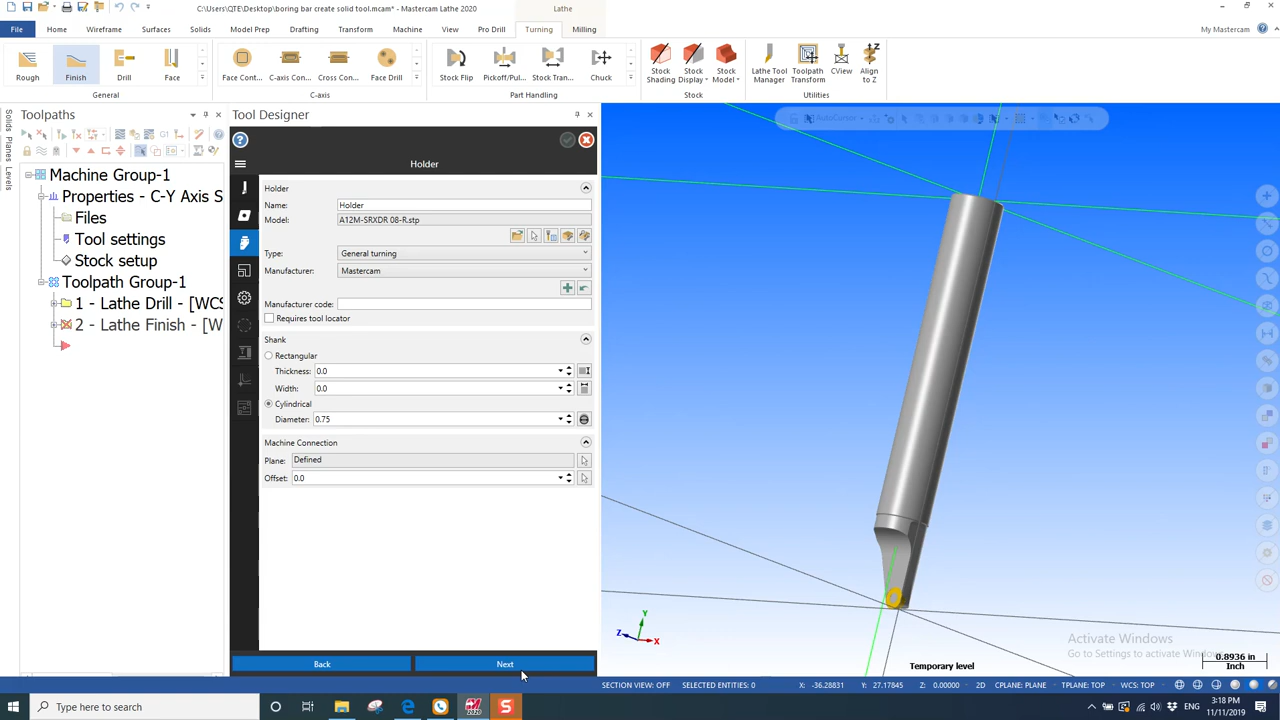 C:\Users\QTE\Desktop\boring bar create solid tool.mcam* - Mastercam Lathe 2020
Lathe
File
Home
Wireframe
Surfaces
Solids
Model Prep
Drafting
Transform
Machine
View
Pro Drill
Turning
Milling
My Mastercam
Rough
Finish
Drill
Face
Face Cont...
C-axis Con...
Cross Con...
Face Drill
Stock Flip
Pickoff/Pul...
Stock Tran...
Chuck
Stock Shading
Stock Display
Stock Model
Lathe Tool Manager
Toolpath Transform
CView
Align to Z
General
C-axis
Part Handling
Stock
Utilities
Toolpaths
Solids
Planes
Levels
Machine Group-1
Properties - C-Y Axis S
Files
Tool settings
Stock setup
Toolpath Group-1
1 - Lathe Drill - [WCS
2 - Lathe Finish - [W
Tool Designer
Holder
Holder
Name: Holder
Model: A12M-SRXDR 08-R.stp
Type: General turning
Manufacturer: Mastercam
Manufacturer code:
Requires tool locator
Shank
Rectangular
Thickness: 0.0
Width: 0.0
Cylindrical
Diameter: 0.75
Machine Connection
Plane: Defined
Offset: 0.0
Back
Next
AutoCursor
Y
Z
X
Temporary level
Activate Windows
Go to Settings to activate Windows.
0.8936 in
Inch
SECTION VIEW: OFF
SELECTED ENTITIES: 0
X: -36.28831
Y: 27.17845
Z: 0.00000
2D
CPLANE: TOP
TPLANE: TOP
WCS: TOP
Type here to search
3:18 PM
11/11/2019